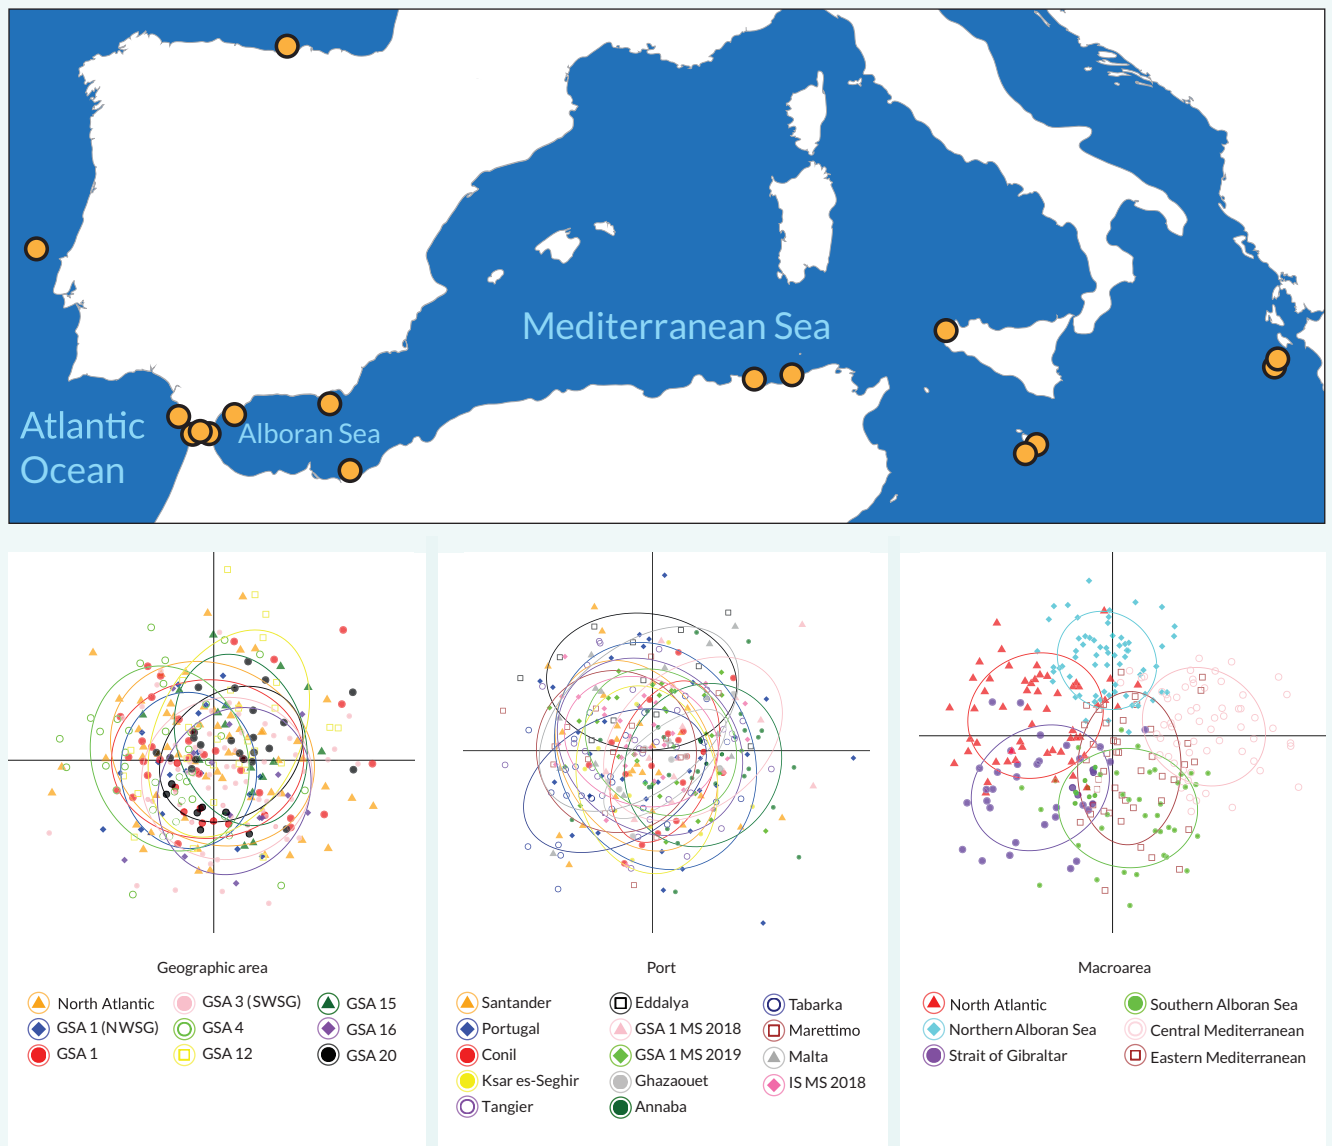 Mediterranean Sea
Atlantic
Ocean
Alboran Sea
Geographic area
North Atlantic
GSA 1 (NWSG)
GSA 1
GSA 3 (SWSG)
GSA 4
GSA 12
GSA 15
GSA 16
GSA 20
Port
Santander
Portugal
Conil
Ksar es-Seghir
Tangier
Eddalya
GSA 1 MS 2018
GSA 1 MS 2019
Ghazaouet
Annaba
Tabarka
Marettimo
Malta
IS MS 2018
Macroarea
North Atlantic
Northern Alboran Sea
Strait of Gibraltar
Southern Alboran Sea
Central Mediterranean
Eastern Mediterranean